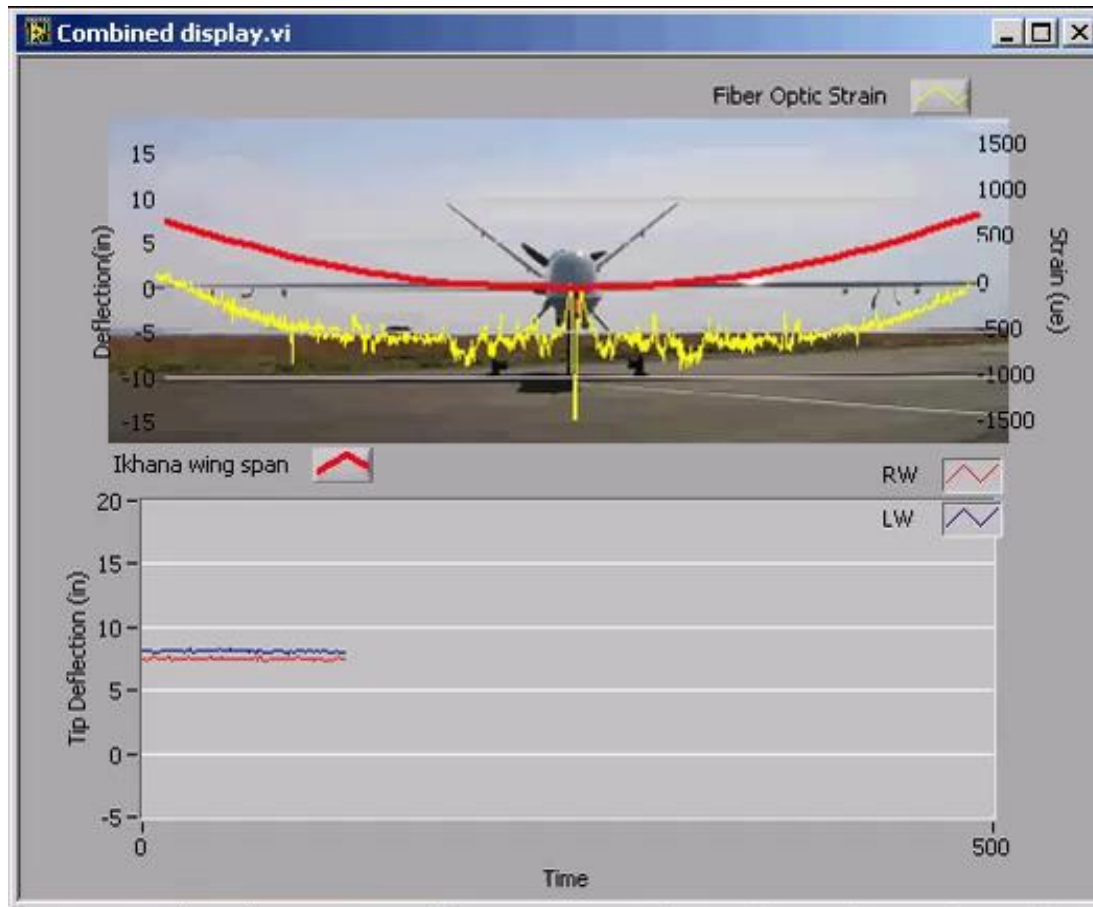 Combined display.vi
Fiber Optic Strain
15
10
5
0
-5
-10
-15
Deflection(in)
1500
1000
500
0
-500
-1000
-1500
Strain (ue)
Ikhana wing span
RW
LW
20
15
10
5
0
-5
Tip Deflection (in)
0
500
Time